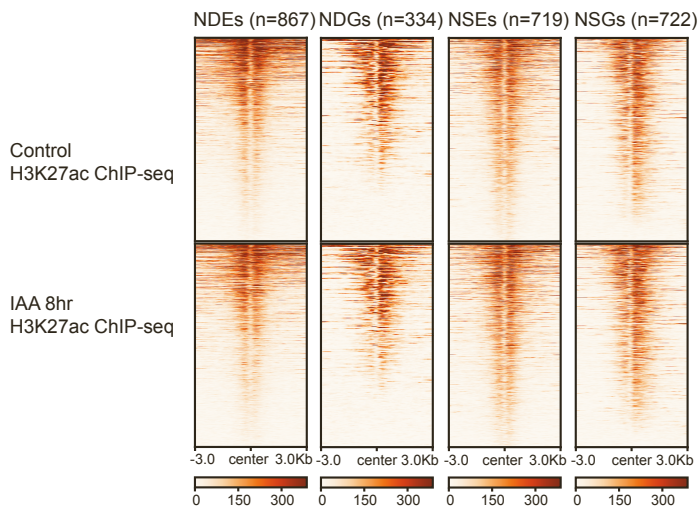 NDEs (n=867) NDGs (n=334) NSEs (n=719) NSGs (n=722)
Control
H3K27ac ChIP-seq
IAA 8hr
H3K27ac ChIP-seq
-3.0 center 3.0Kb -3.0 center 3.0Kb -3.0 center 3.0Kb -3.0 center 3.0Kb
0 150 300 0 150 300 0 150 300 0 150 300